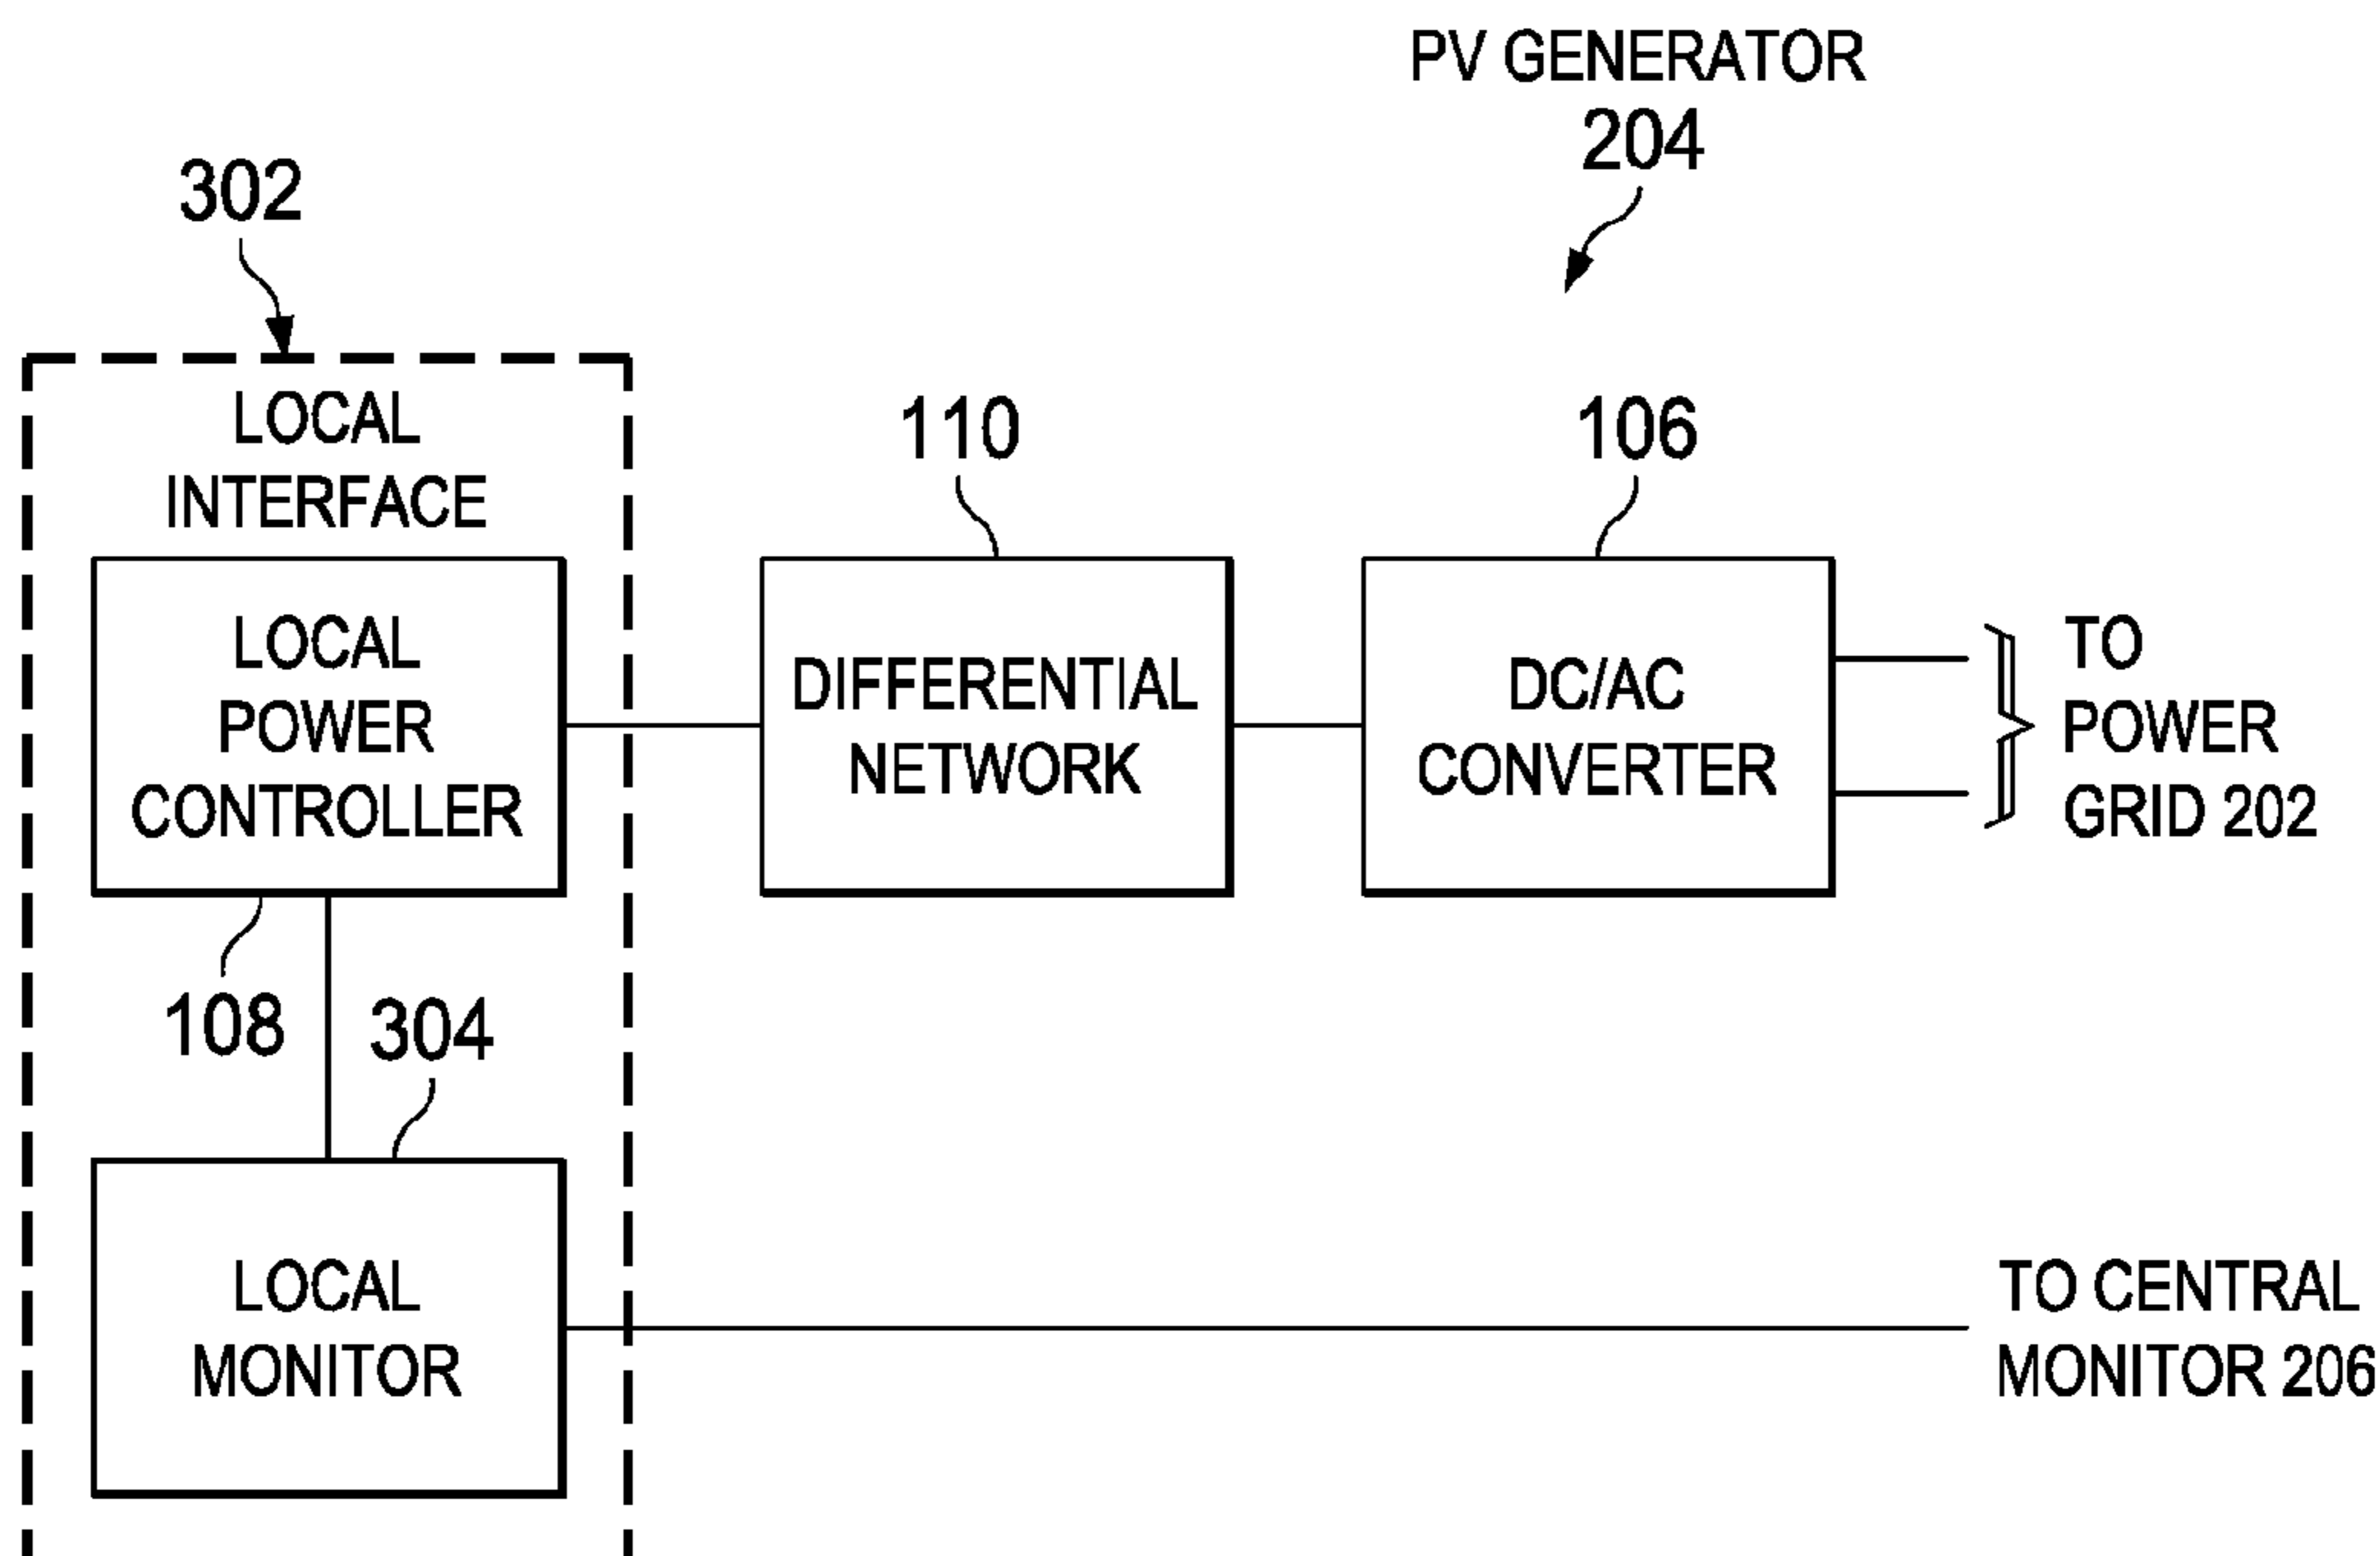 PV GENERATOR
204
302
LOCAL
INTERFACE
110
106
LOCAL
POWER
CONTROLLER
DIFFERENTIAL
NETWORK
DC/AC
CONVERTER
TO
POWER
GRID 202
108
304
LOCAL
MONITOR
TO CENTRAL
MONITOR 206